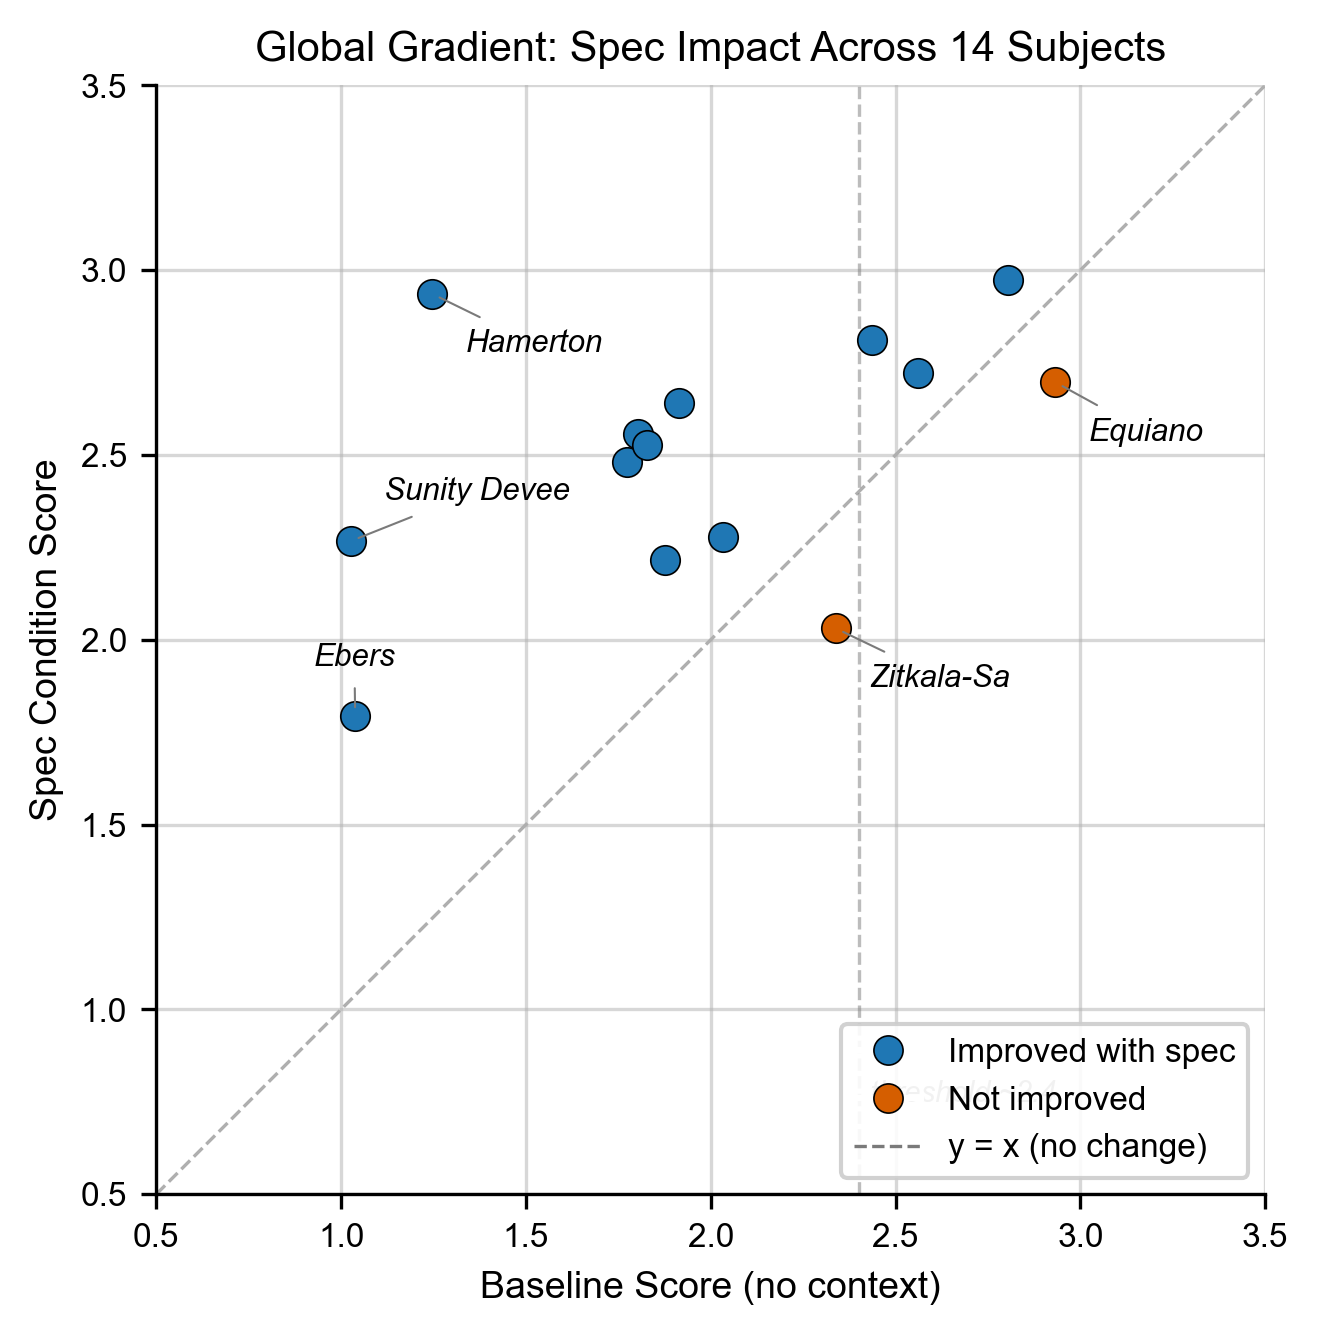 Global Gradient: Spec Impact Across 14 Subjects
3.5
3.0
2.5
2.0
1.5
1.0
0.5
Spec Condition Score
Hamerton
Sunity Devee
Ebers
Equiano
Zitkala-Sa
Improved with spec
Not improved
y = x (no change)
0.5 1.0 1.5 2.0 2.5 3.0 3.5
Baseline Score (no context)